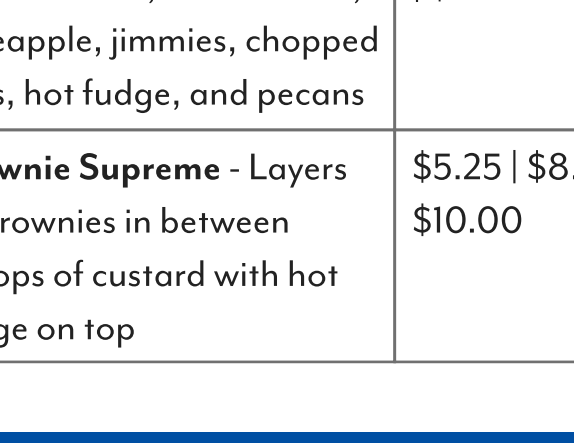 eapple, jimmies, chopped
s, hot fudge, and pecans
wnie Supreme - Layers
rownies in between
ops of custard with hot
ge on top
$5.25 | $8.
$10.00